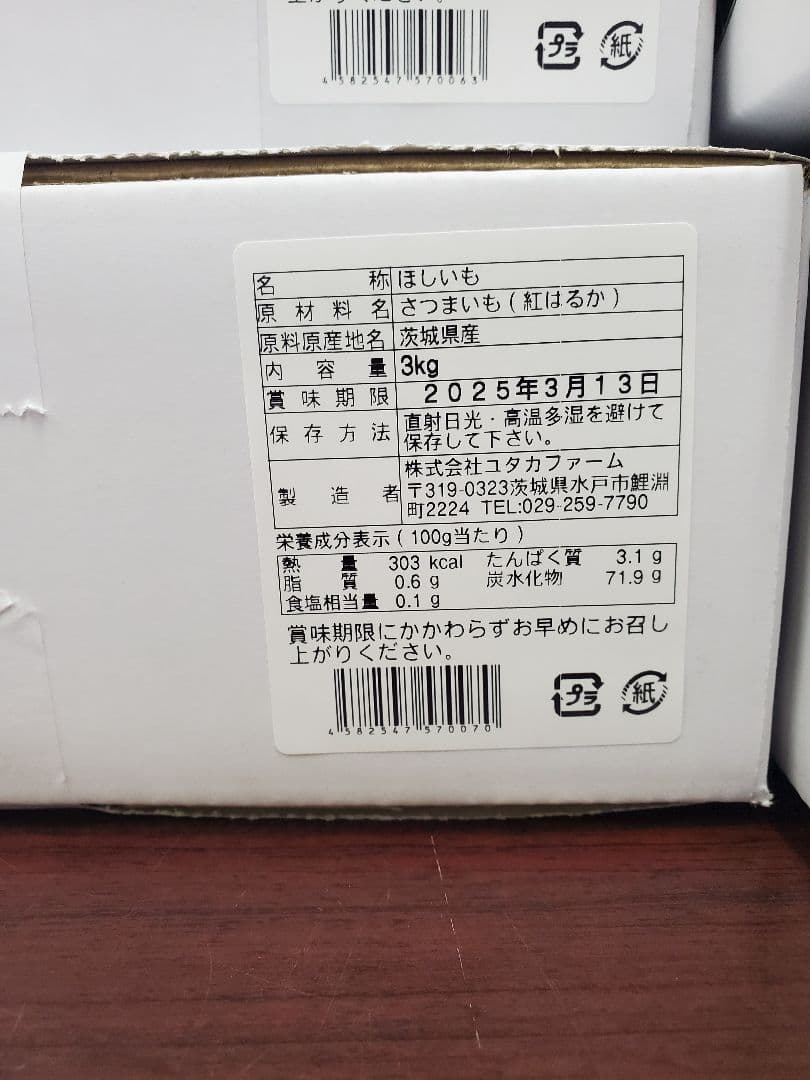 4582547570063
プラ
紙
名 称 ほしいも
原材料名 さつまいも(紅はるか)
原料原産地名 茨城県産
内容量 3kg
賞味期限 2025年3月13日
保存方法 直射日光・高温多湿を避けて
保存して下さい。
製造者 株式会社ユタカファーム
〒319-0323茨城県水戸市鯉淵
町2224 TEL:029-259-7790
栄養成分表示(100g当たり)
熱量 303 kcal たんぱく質 3.1 g
脂質 0.6 g 炭水化物 71.9 g
食塩相当量 0.1 g
賞味期限にかかわらずお早めにお召し
上がりください。
4582547570070
プラ
紙